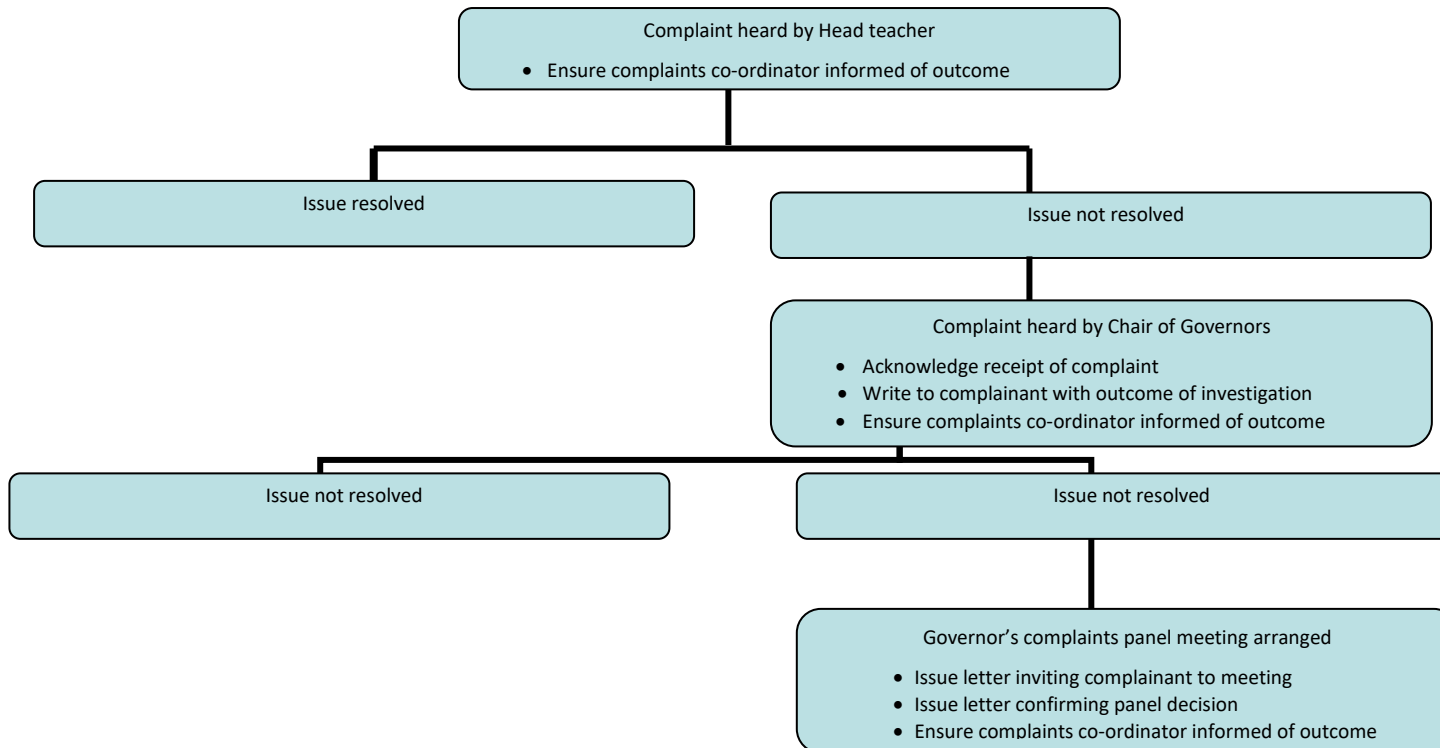 Complaint heard by Head teacher
• Ensure complaints co-ordinator informed of outcome
Issue resolved
Issue not resolved
Complaint heard by Chair of Governors
• Acknowledge receipt of complaint
• Write to complainant with outcome of investigation
• Ensure complaints co-ordinator informed of outcome
Issue not resolved
Issue not resolved
Governor’s complaints panel meeting arranged
• Issue letter inviting complainant to meeting
• Issue letter confirming panel decision
• Ensure complaints co-ordinator informed of outcome